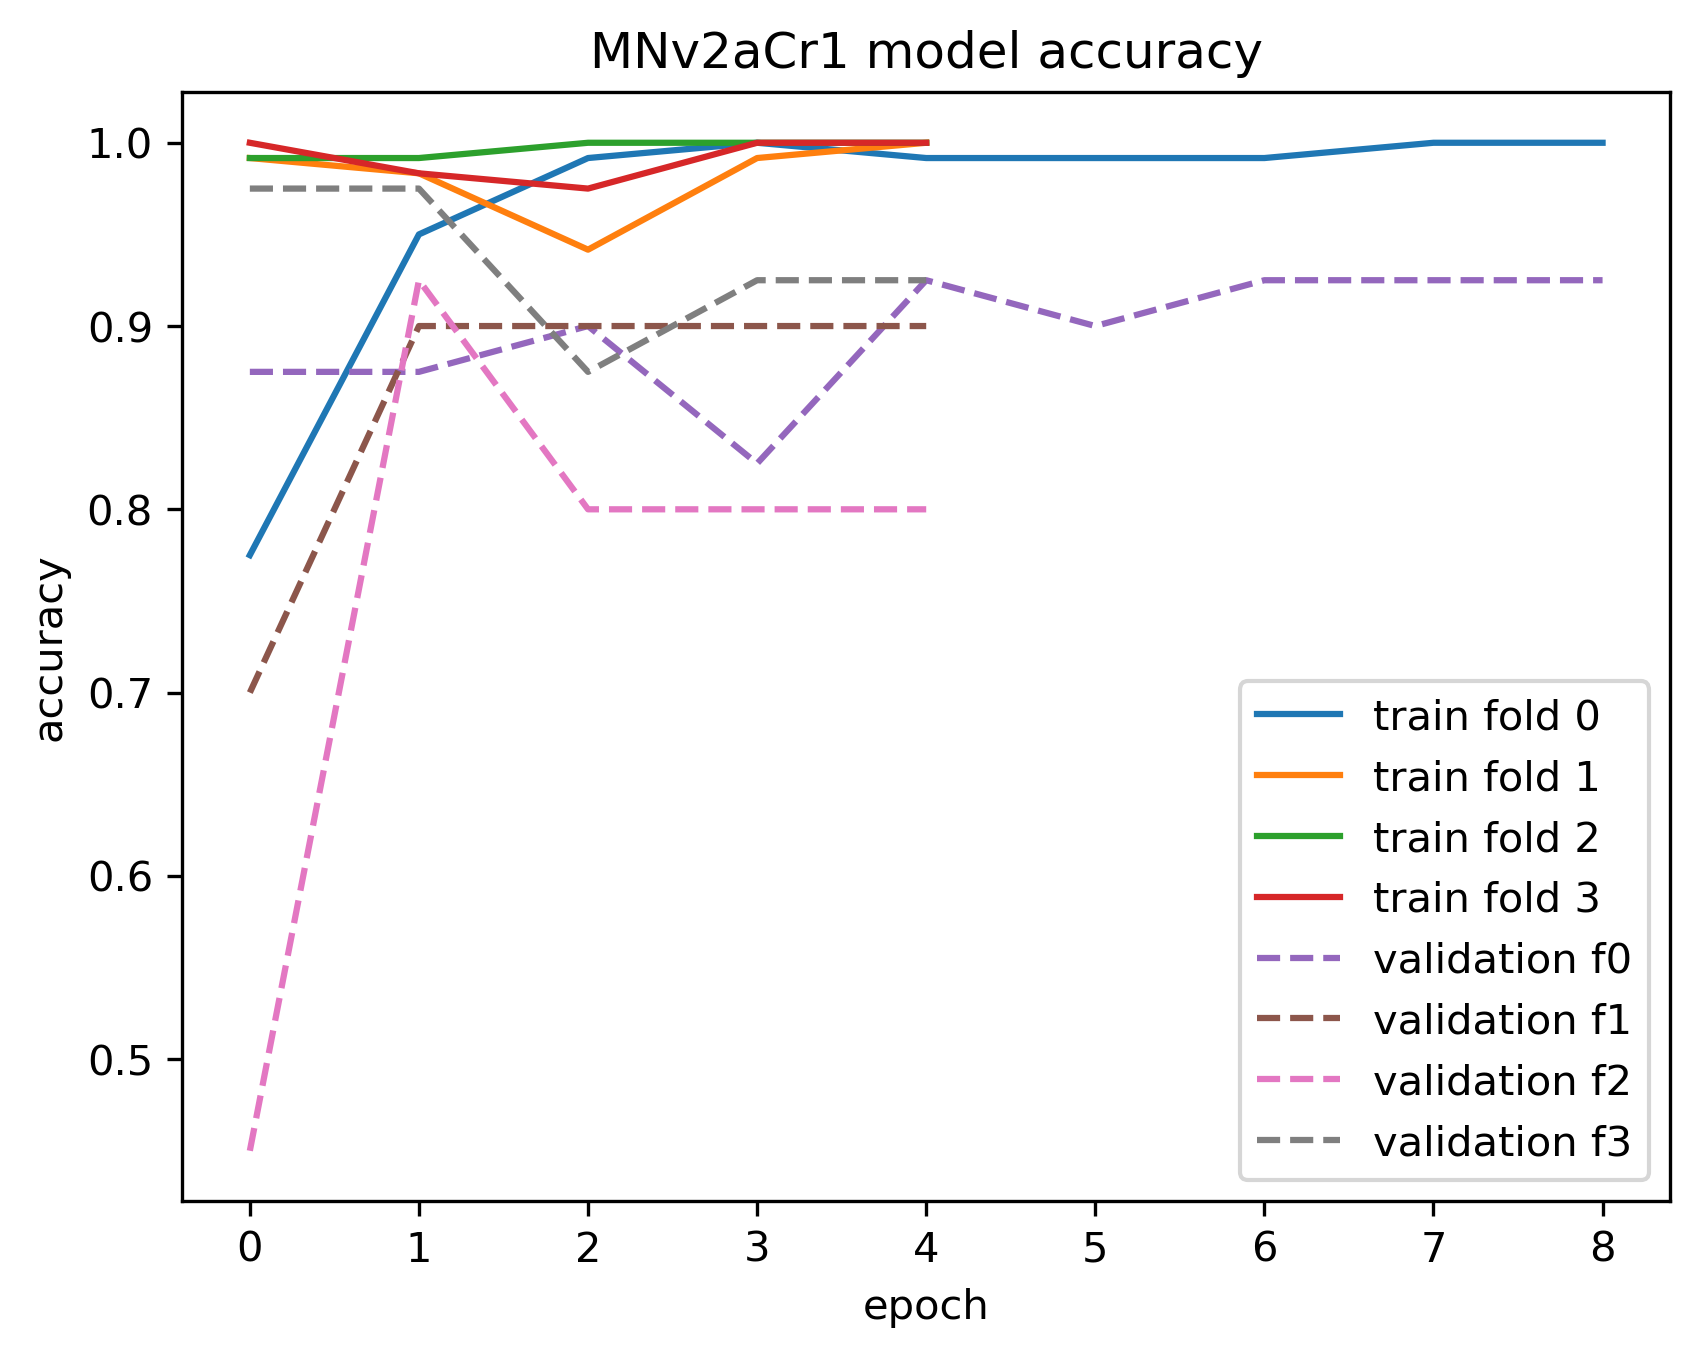 MNv2aCr1 model accuracy
1.0
0.9
0.8
0.7
0.6
0.5
accuracy
0 1 2 3 4 5 6 7 8
epoch
train fold 0
train fold 1
train fold 2
train fold 3
validation f0
validation f1
validation f2
validation f3